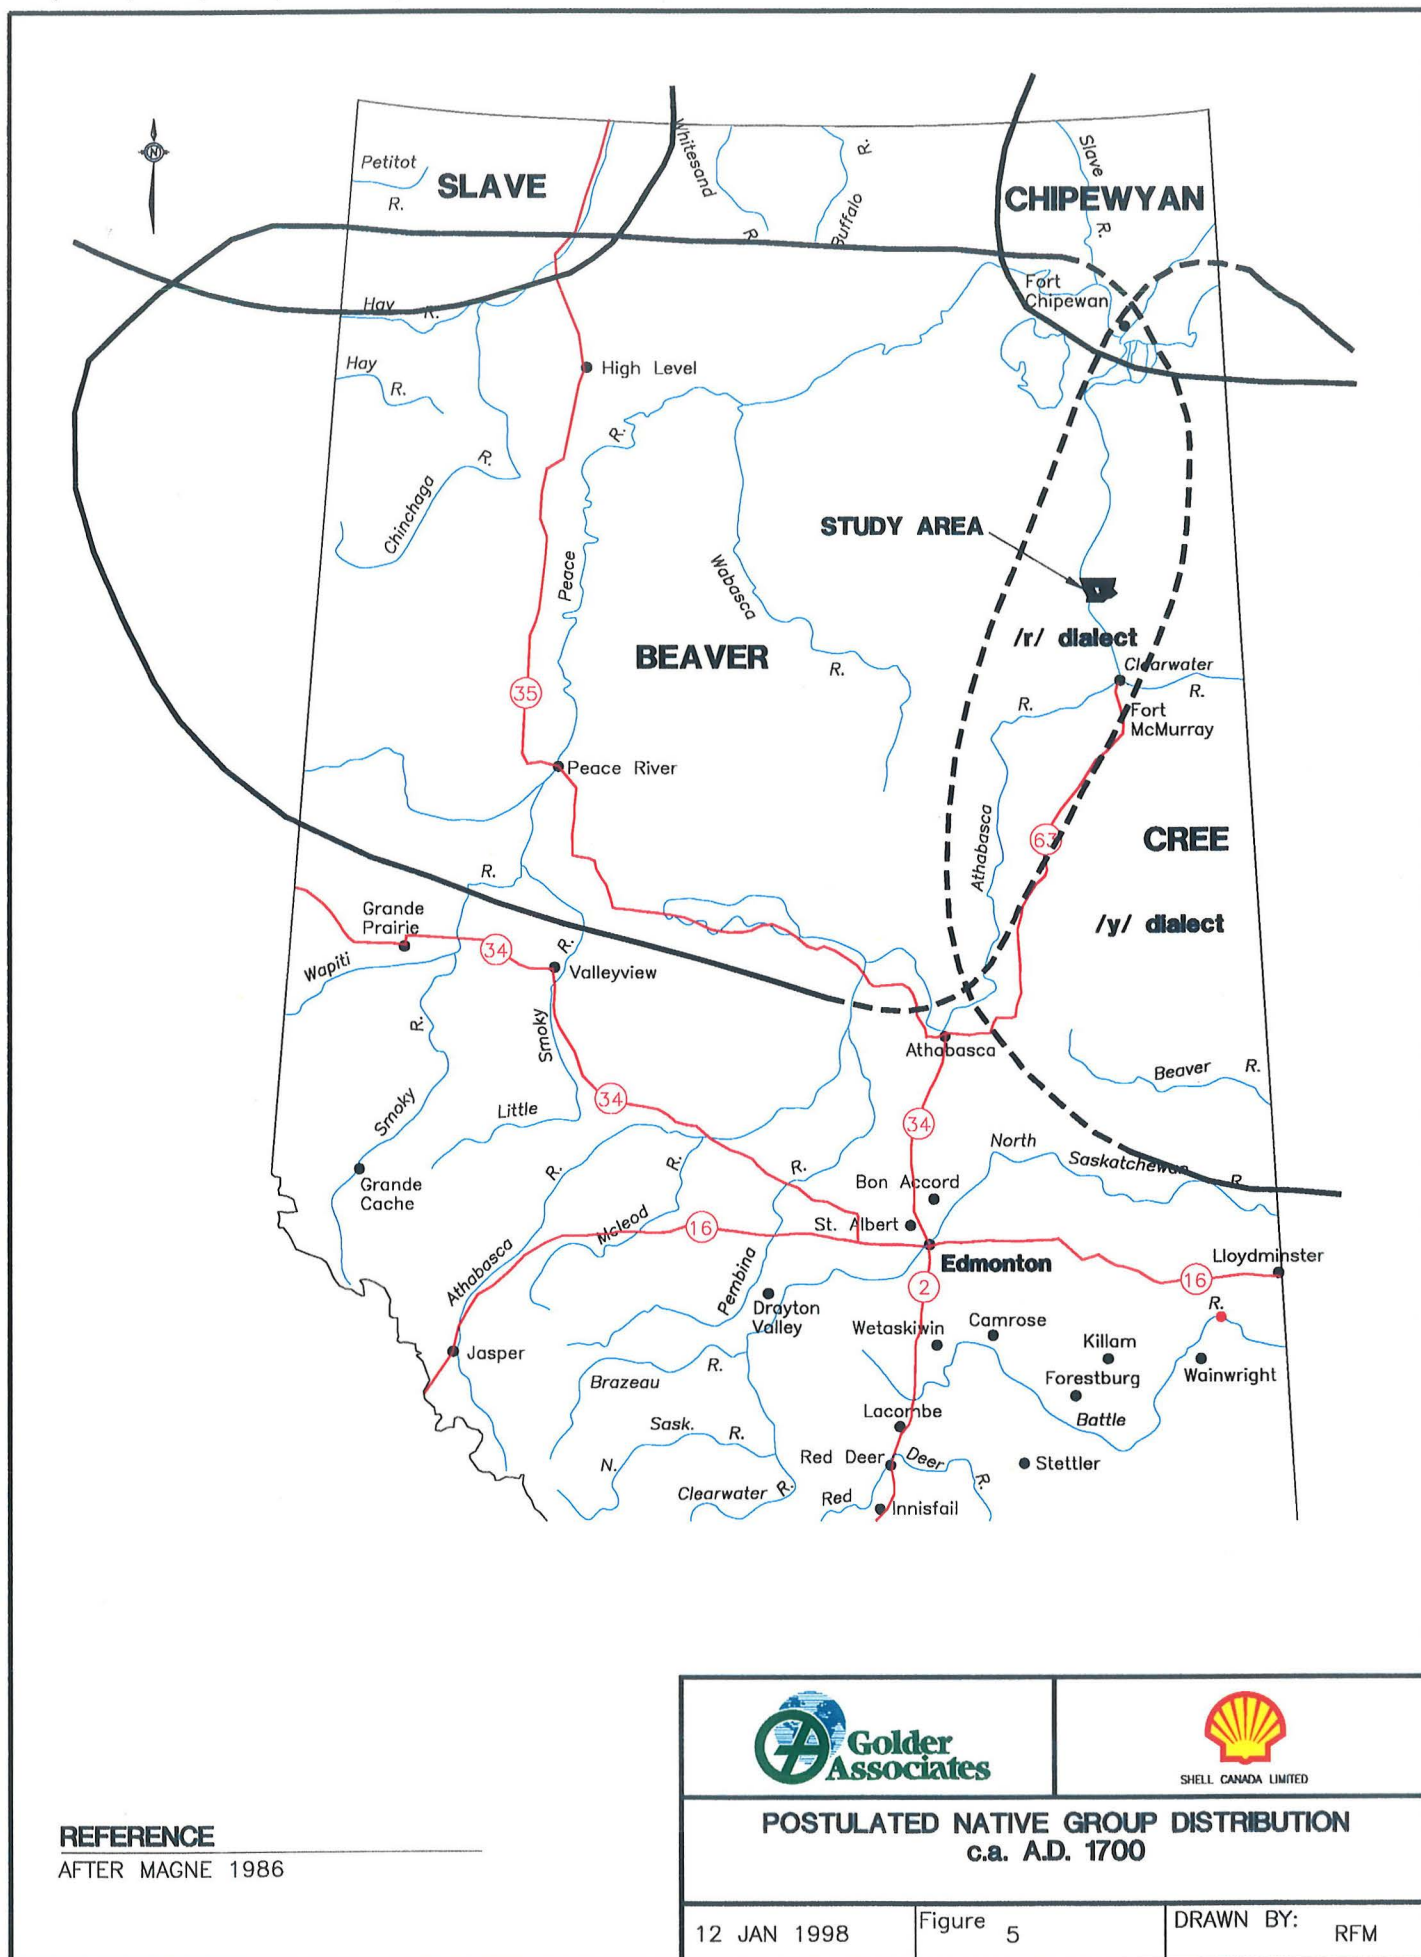 N
Petitot
R.
SLAVE
Whitesand
R.
R.
Buffalo
Slave
R.
CHIPEWYAN
Fort
Chipewan
Hay
R.
Hay
R.
High Level
R.
Chinchaga
R.
Peace
Wabasca
R.
STUDY AREA
/r/ dialect
BEAVER
Clearwater
R.
R.
Fort
McMurray
35
Peace River
Athabasca
63
CREE
/y/ dialect
R.
Grande
Prairie
34
R.
Wapiti
Valleyview
R.
Smoky
Smoky
Little
34
Athabasca
Beaver R.
34
North
Saskatchewan
R.
Grande
Cache
R.
R.
R.
Bon Accord
St. Albert
Mcleod
16
Athabasca
Pembina
Edmonton
Lloydminster
2
16
Drayton
Valley
Wetaskiwin
Camrose
R.
Killam
Wainwright
Forestburg
Battle
Jasper
R.
Brazeau
Lacombe
Sask. R.
N.
Red Deer
Deer
R.
Stettler
Clearwater R.
Red
Innisfail
Golder
Associates
SHELL CANADA LIMITED
POSTULATED NATIVE GROUP DISTRIBUTION
c.a. A.D. 1700
REFERENCE
AFTER MAGNE 1986
12 JAN 1998
Figure 5
DRAWN BY: RFM